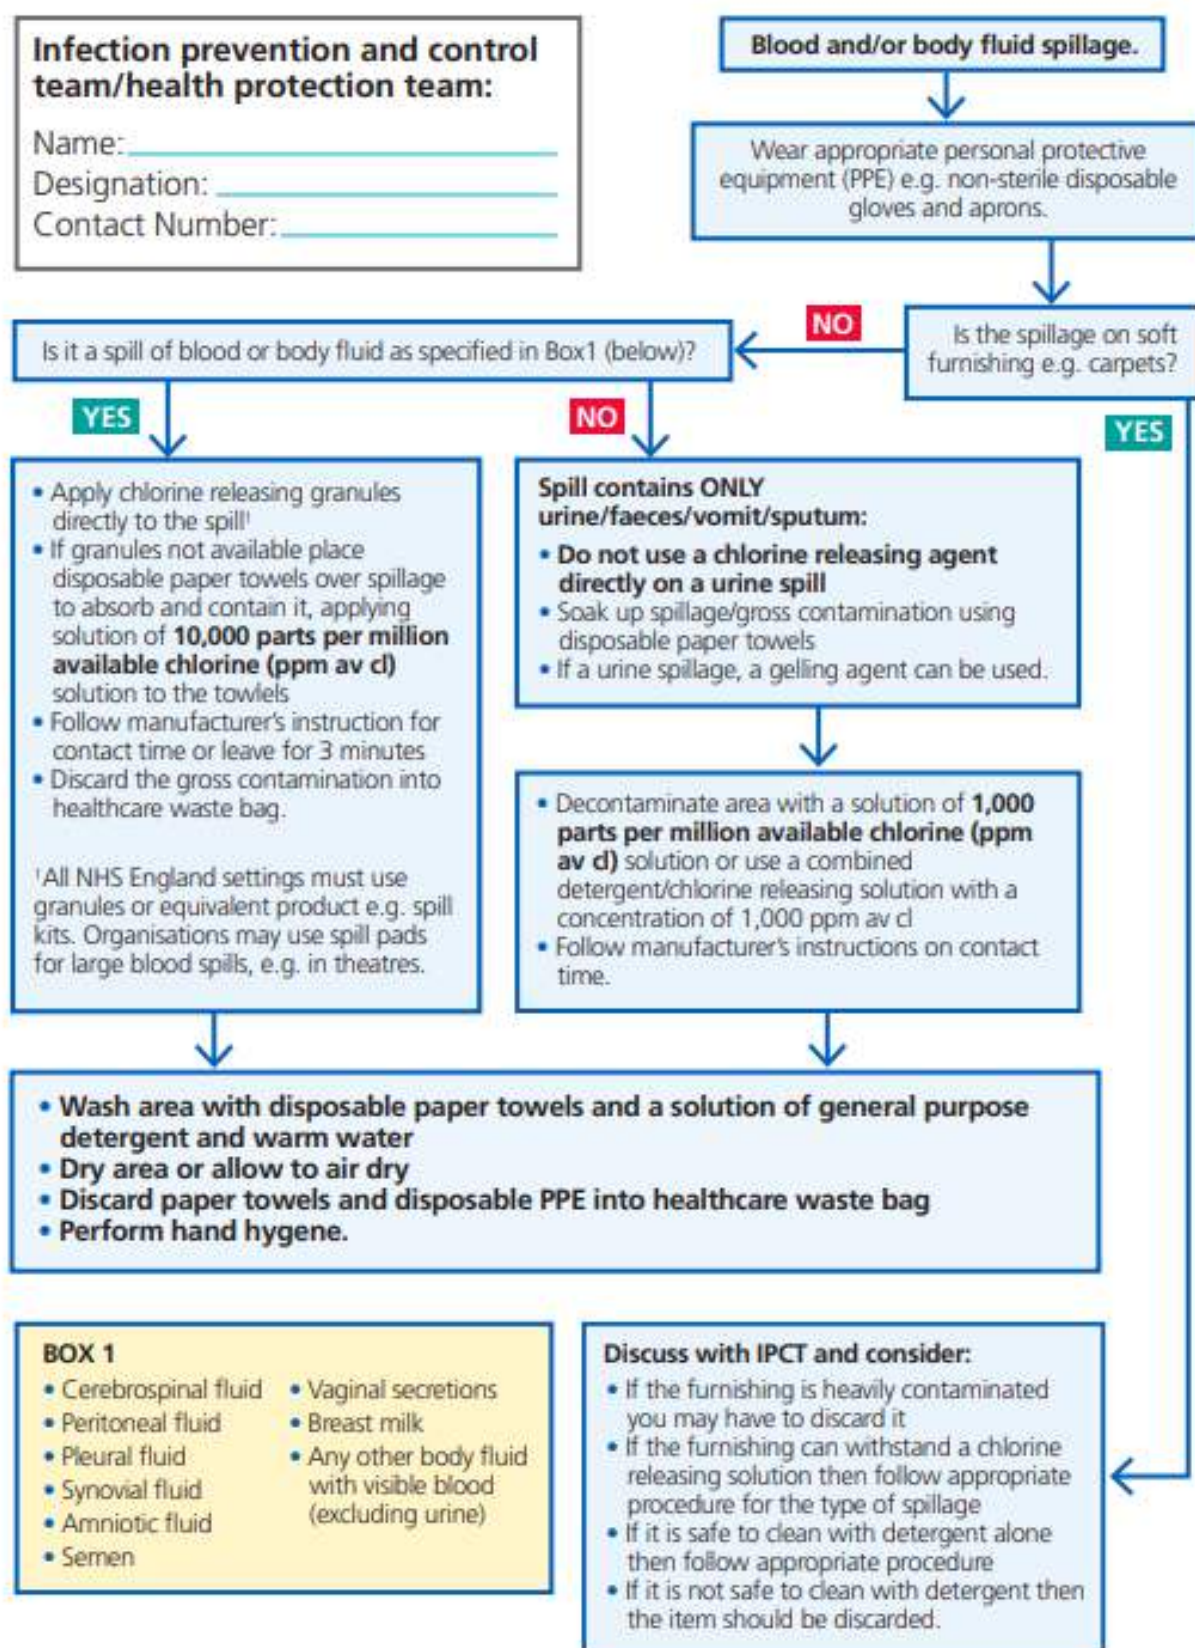 Infection prevention and control
team/health protection team:
Name:
Designation:
Contact Number:
Blood and/or body fluid spillage.
Wear appropriate personal protective
equipment (PPE) e.g. non-sterile disposable
gloves and aprons.
Is the spillage on soft
furnishing e.g. carpets?
NO
YES
Is it a spill of blood or body fluid as specified in Box1 (below)?
YES
NO
• Apply chlorine releasing granules
directly to the spill¹
• If granules not available place
disposable paper towels over spillage
to absorb and contain it, applying
solution of 10,000 parts per million
available chlorine (ppm av cl)
solution to the towlels
• Follow manufacturer's instruction for
contact time or leave for 3 minutes
• Discard the gross contamination into
healthcare waste bag.
¹All NHS England settings must use
granules or equivalent product e.g. spill
kits. Organisations may use spill pads
for large blood spills, e.g. in theatres.
Spill contains ONLY
urine/faeces/vomit/sputum:
• Do not use a chlorine releasing agent
directly on a urine spill
• Soak up spillage/gross contamination using
disposable paper towels
• If a urine spillage, a gelling agent can be used.
• Decontaminate area with a solution of 1,000
parts per million available chlorine (ppm
av cl) solution or use a combined
detergent/chlorine releasing solution with a
concentration of 1,000 ppm av cl
• Follow manufacturer's instructions on contact
time.
• Wash area with disposable paper towels and a solution of general purpose
detergent and warm water
• Dry area or allow to air dry
• Discard paper towels and disposable PPE into healthcare waste bag
• Perform hand hygene.
BOX 1
• Cerebrospinal fluid
• Peritoneal fluid
• Pleural fluid
• Synovial fluid
• Amniotic fluid
• Semen
• Vaginal secretions
• Breast milk
• Any other body fluid
with visible blood
(excluding urine)
Discuss with IPCT and consider:
• If the furnishing is heavily contaminated
you may have to discard it
• If the furnishing can withstand a chlorine
releasing solution then follow appropriate
procedure for the type of spillage
• If it is safe to clean with detergent alone
then follow appropriate procedure
• If it is not safe to clean with detergent then
the item should be discarded.